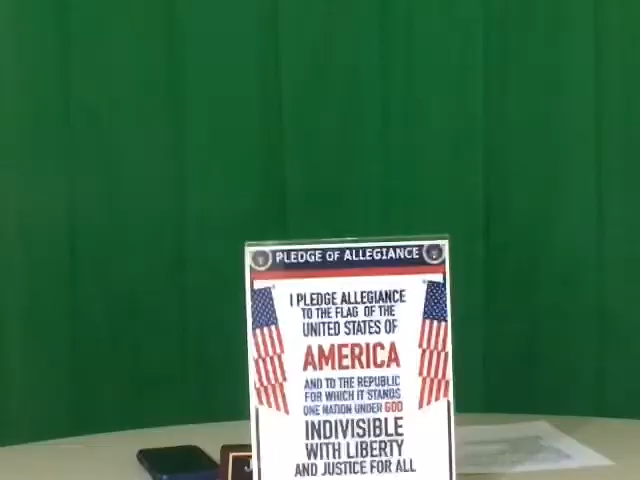 PLEDGE OF ALLEGIANCE
I PLEDGE ALLEGIANCE
TO THE FLAG OF THE
UNITED STATES OF
AMERICA
AND TO THE REPUBLIC
FOR WHICH IT STANDS
ONE NATION UNDER GOD
INDIVISIBLE
WITH LIBERTY
AND JUSTICE FOR ALL